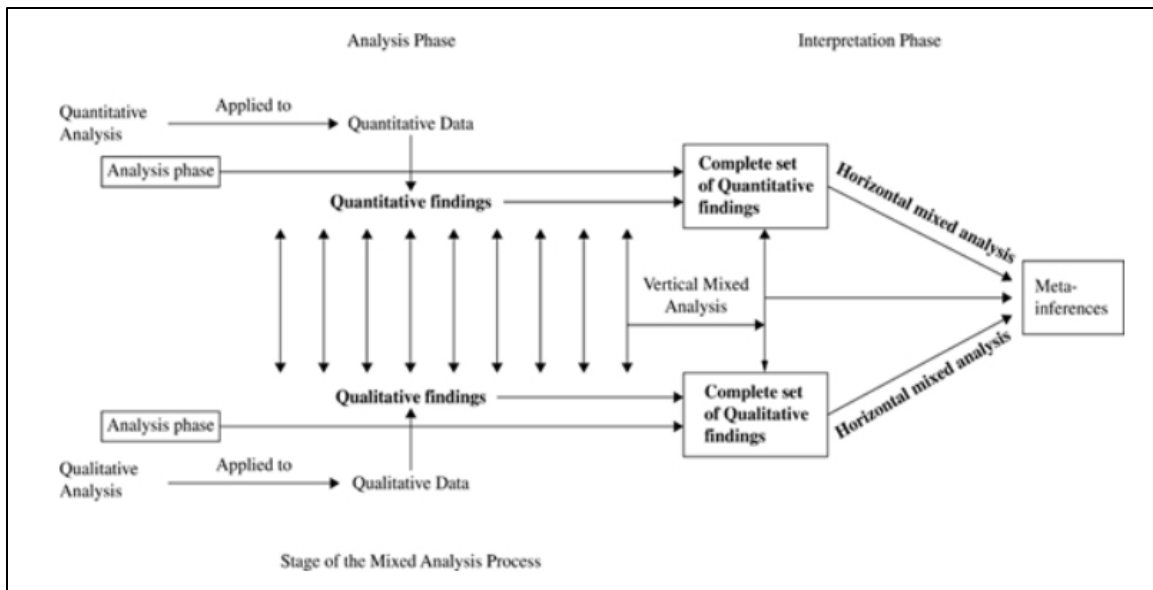 Analysis Phase
Interpretation Phase
Quantitative
Analysis
Applied to
Quantitative Data
Analysis phase
Quantitative findings
Complete set
of Quantitative
findings
Horizontal mixed analysis
Vertical Mixed
Analysis
Meta-
inferences
Qualitative findings
Complete set
of Qualitative
findings
Horizontal mixed analysis
Analysis phase
Qualitative
Analysis
Applied to
Qualitative Data
Stage of the Mixed Analysis Process